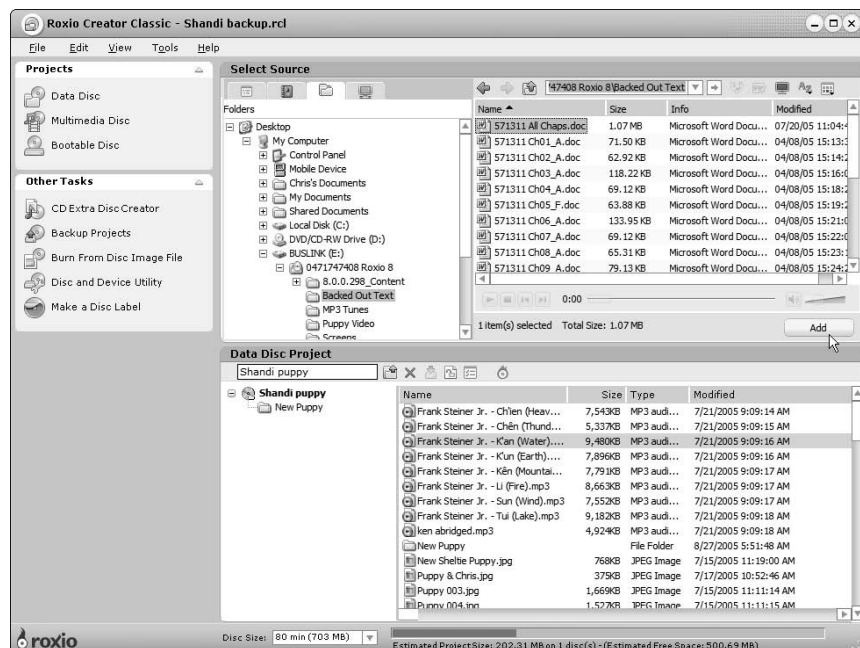 Roxio Creator Classic - Shandi backup.rcl
File Edit View Tools Help
Projects
Data Disc
Multimedia Disc
Bootable Disc
Other Tasks
CD Extra Disc Creator
Backup Projects
Burn From Disc Image File
Disc and Device Utility
Make a Disc Label
Select Source
Folders
Desktop
My Computer
Control Panel
Mobile Device
Chris's Documents
My Documents
Shared Documents
Local Disk (C:)
DVD/CD-RW Drive (D:)
BUSLINK (E:)
0471747408 Roxio 8
8.0.0.298_Content
Backed Out Text
MP3 Tunes
Puppy Video
Screens
'47408 Roxio 8\Backed Out Text
Name Size Info Modified
571311 All Chaps.doc 1.07 MB Microsoft Word Docu... 07/20/05 11:04:
571311 Ch01_A.doc 71.50 KB Microsoft Word Docu... 04/08/05 15:13:
571311 Ch02_A.doc 62.92 KB Microsoft Word Docu... 04/08/05 15:14:
571311 Ch03_A.doc 118.22 KB Microsoft Word Docu... 04/08/05 15:16:
571311 Ch04_A.doc 69.12 KB Microsoft Word Docu... 04/08/05 15:18:
571311 Ch05_F.doc 63.88 KB Microsoft Word Docu... 04/08/05 15:19:
571311 Ch06_A.doc 133.95 KB Microsoft Word Docu... 04/08/05 15:21:
571311 Ch07_A.doc 69.12 KB Microsoft Word Docu... 04/08/05 15:22:
571311 Ch08_A.doc 65.31 KB Microsoft Word Docu... 04/08/05 15:23:
571311 Ch09_A.doc 79.13 KB Microsoft Word Docu... 04/08/05 15:24:
0:00
1 item(s) selected Total Size: 1.07 MB
Add
Data Disc Project
Shandi puppy
Shandi puppy
New Puppy
Name Size Type Modified
Frank Steiner Jr. - Ch'ien (Heav... 7,543KB MP3 audi... 7/21/2005 9:09:14 AM
Frank Steiner Jr. - Chên (Thund... 5,337KB MP3 audi... 7/21/2005 9:09:15 AM
Frank Steiner Jr. - K'an (Water).... 9,480KB MP3 audi... 7/21/2005 9:09:16 AM
Frank Steiner Jr. - K'un (Earth).... 7,896KB MP3 audi... 7/21/2005 9:09:16 AM
Frank Steiner Jr. - Kên (Mountai... 7,791KB MP3 audi... 7/21/2005 9:09:17 AM
Frank Steiner Jr. - Li (Fire).mp3 8,663KB MP3 audi... 7/21/2005 9:09:17 AM
Frank Steiner Jr. - Sun (Wind).mp3 7,552KB MP3 audi... 7/21/2005 9:09:17 AM
Frank Steiner Jr. - Tui (Lake).mp3 9,182KB MP3 audi... 7/21/2005 9:09:18 AM
ken abridged.mp3 4,924KB MP3 audi... 7/21/2005 9:09:18 AM
New Puppy File Folder 8/27/2005 5:51:48 AM
New Sheltie Puppy.jpg 768KB JPEG Image 7/15/2005 11:19:00 AM
Puppy & Chris.jpg 375KB JPEG Image 7/17/2005 10:52:46 AM
Puppy 003.jpg 1,669KB JPEG Image 7/15/2005 11:11:14 AM
Puppy 004.jpg 1,527KB JPEG Image 7/15/2005 11:11:15 AM
roxio
Disc Size: 80 min (703 MB)
Estimated Project Size: 202.31 MB on 1 disc(s) - (Estimated Free Space: 500.69 MB)